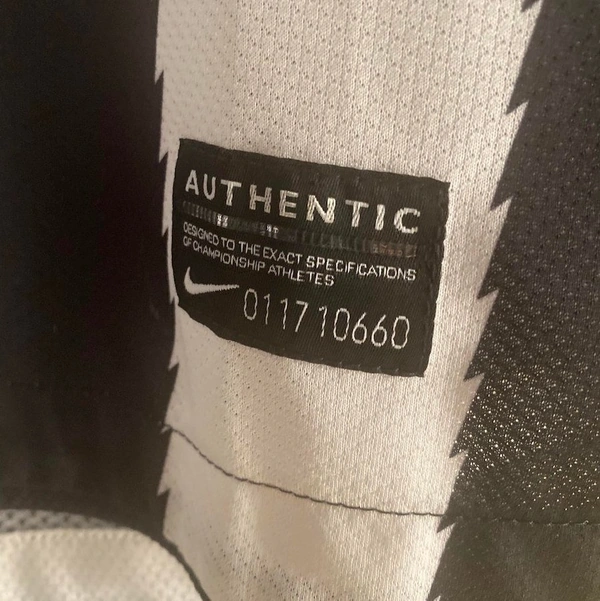 AUTHENTIC
DESIGNED TO THE EXACT SPECIFICATIONS
OF CHAMPIONSHIP ATHLETES
011710660